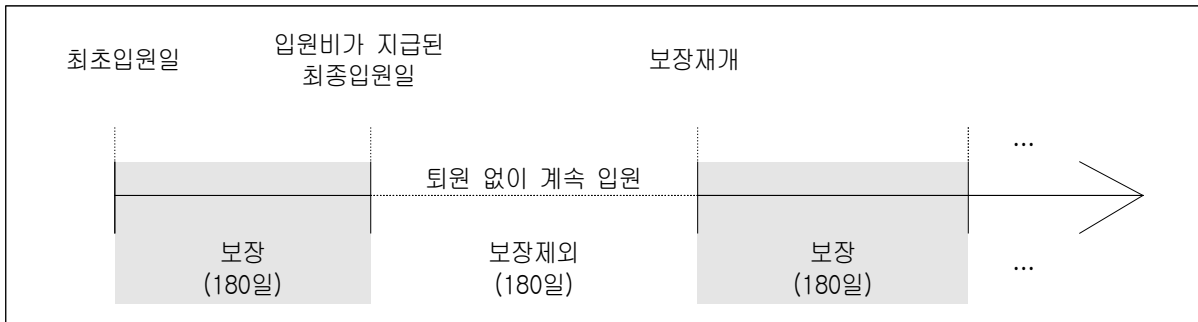 최초입원일
입원비가 지급된
최종입원일
보장재개
...
퇴원 없이 계속 입원
보장
(180일)
보장제외
(180일)
보장
(180일)
...